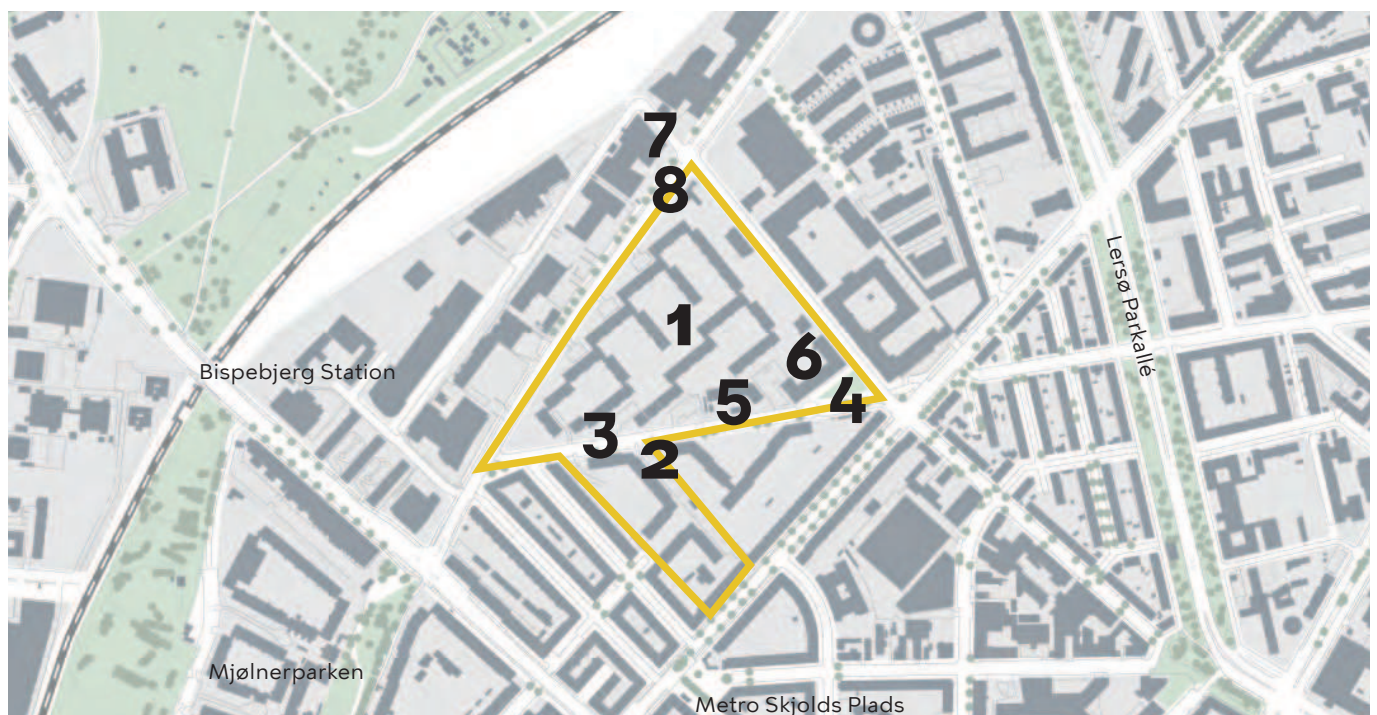 7
8
Lersø Parkallé
1
6
Bispebjerg Station
4
5
3
2
Mjølnerparken
Metro Skjolds Plads